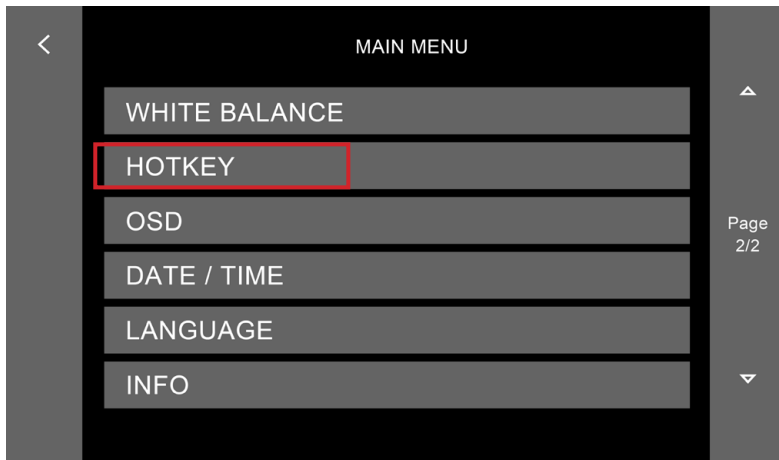 MAIN MENU
WHITE BALANCE
HOTKEY
OSD
DATE / TIME
LANGUAGE
INFO
Page
2/2